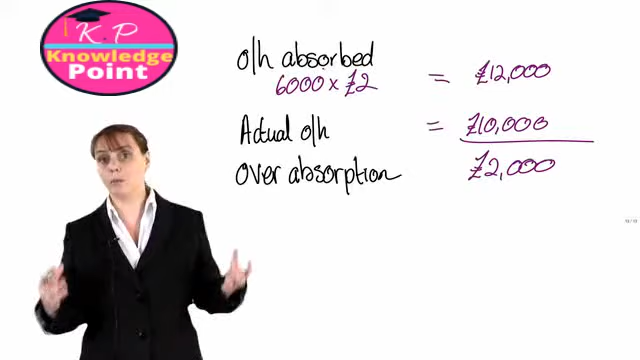 K.P
Knowledge
Point
o/h absorbed
6000 x £2 = £12,000
Actual o/h = £10,000
over absorption £2,000